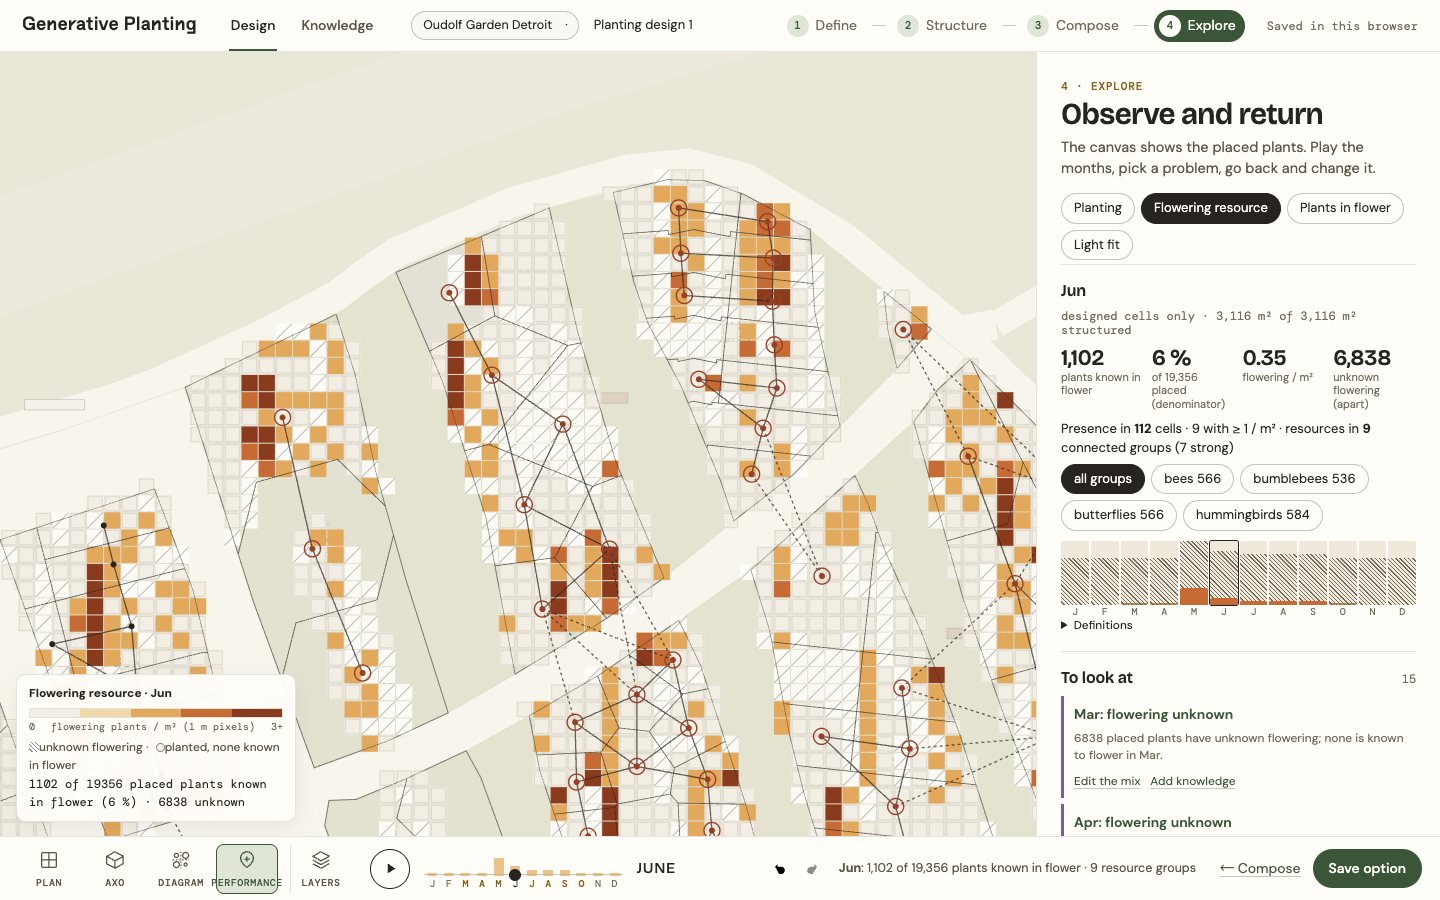 Generative Planting
Design
Knowledge
Oudolf Garden Detroit ·
Planting design 1
1 Define
2 Structure
3 Compose
4 Explore
Saved in this browser
4 · EXPLORE
Observe and return
The canvas shows the placed plants. Play the
months, pick a problem, go back and change it.
Planting
Flowering resource
Plants in flower
Light fit
Jun
designed cells only · 3,116 m² of 3,116 m²
structured
1,102
plants known in
flower
6 %
of 19,356
placed
(denominator)
0.35
flowering / m²
6,838
unknown
flowering
(apart)
Presence in 112 cells · 9 with ≥ 1 / m² · resources in 9
connected groups (7 strong)
all groups
bees 566
bumblebees 536
butterflies 566
hummingbirds 584
J F M A M J J A S O N D
Definitions
To look at
15
Mar: flowering unknown
6838 placed plants have unknown flowering; none is known
to flower in Mar.
Edit the mix
Add knowledge
Apr: flowering unknown
Flowering resource · Jun
0 flowering plants / m² (1 m pixels) 3+
unknown flowering · planted, none known
in flower
1102 of 19356 placed plants known
in flower (6 %) · 6838 unknown
PLAN
AXO
DIAGRAM
PERFORMANCE
LAYERS
J F M A M J J A S O N D
JUNE
Jun: 1,102 of 19,356 plants known in flower · 9 resource groups
← Compose
Save option